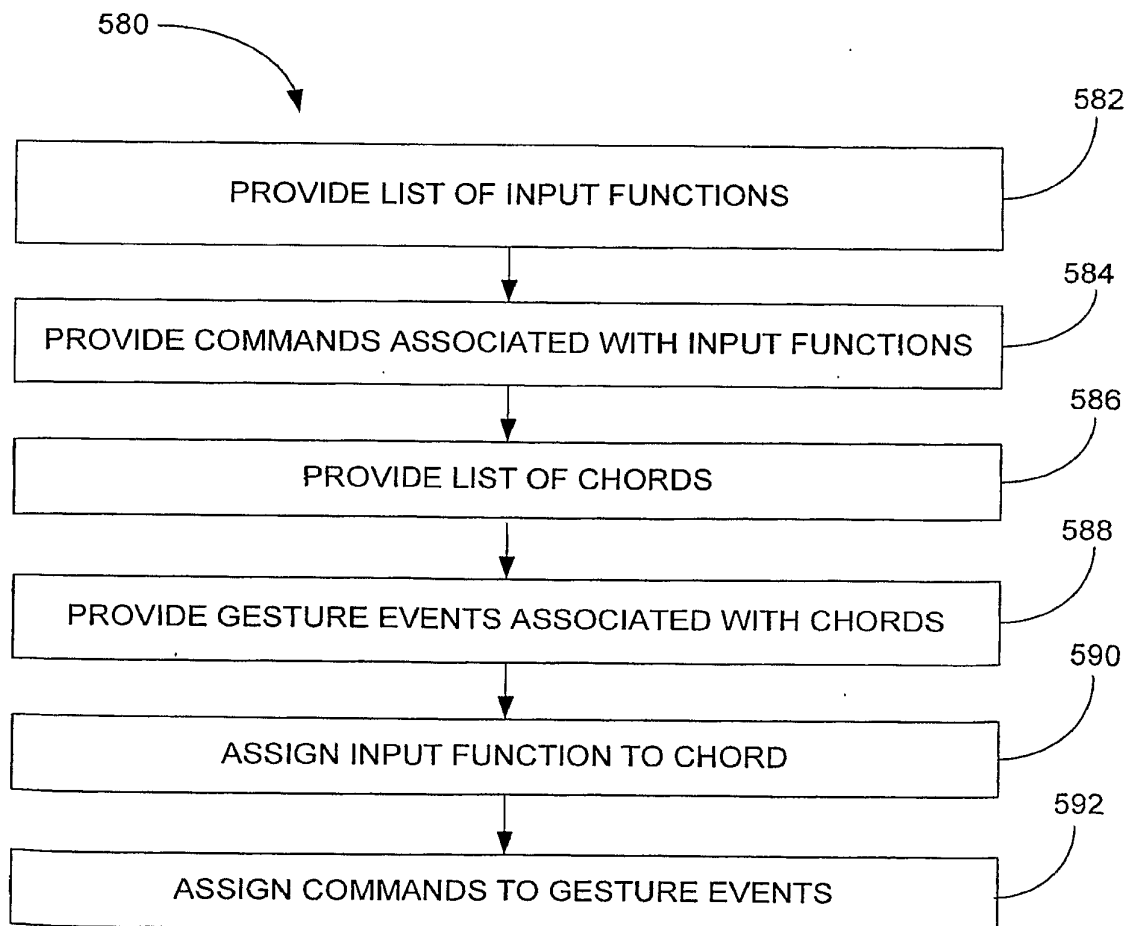 580
582
PROVIDE LIST OF INPUT FUNCTIONS
584
PROVIDE COMMANDS ASSOCIATED WITH INPUT FUNCTIONS
586
PROVIDE LIST OF CHORDS
588
PROVIDE GESTURE EVENTS ASSOCIATED WITH CHORDS
590
ASSIGN INPUT FUNCTION TO CHORD
592
ASSIGN COMMANDS TO GESTURE EVENTS